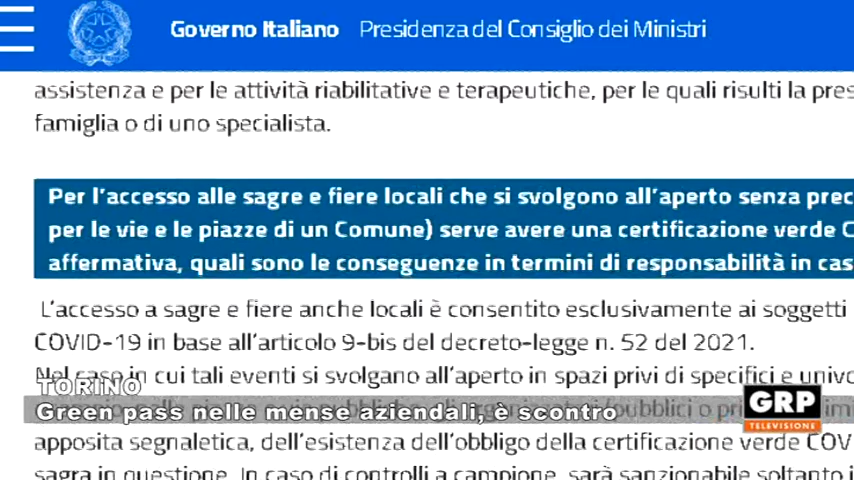 Governo Italiano Presidenza del Consiglio dei Ministri
assistenza e per le attività riabilitative e terapeutiche, per le quali risulti la pres
famiglia o di uno specialista.
Per l'accesso alle sagre e fiere locali che si svolgono all'aperto senza prec
per le vie e le piazze di un Comune) serve avere una certificazione verde C
affermativa, quali sono le conseguenze in termini di responsabilità in cas
L'accesso a sagre e fiere anche locali è consentito esclusivamente ai soggetti
COVID-19 in base all'articolo 9-bis del decreto-legge n. 52 del 2021.
Nel caso in cui tali eventi si svolgano all'aperto in spazi privi di specifici e univo
TORINO
Green pass nelle mense aziendali, è scontro
(pubblici o pri
GRP
TELEVISIONE
apposita segnaletica, dell'esistenza dell'obbligo della certificazione verde COV
sagra in questione. In caso di controlli a campione, sarà sanzionabile soltanto i